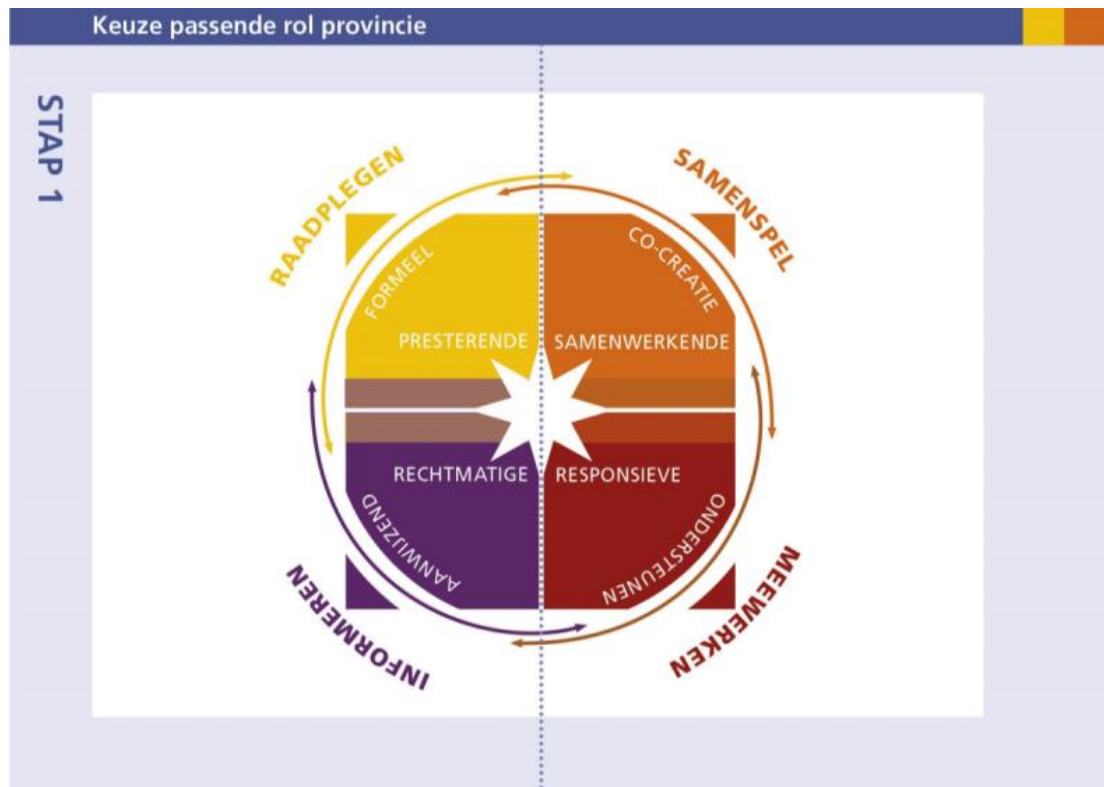 Keuze passende rol provincie
STAP 1
RAADPLEGEN
SAMENSPEL
FORMEEL
CO-CREATIE
PRESTERENDE
SAMENWERKENDE
RECHTMATIGE
RESPONSIEVE
AANWIJZEND
ONDERSTEUNEN
INFORMEREN
MEEWERKEN